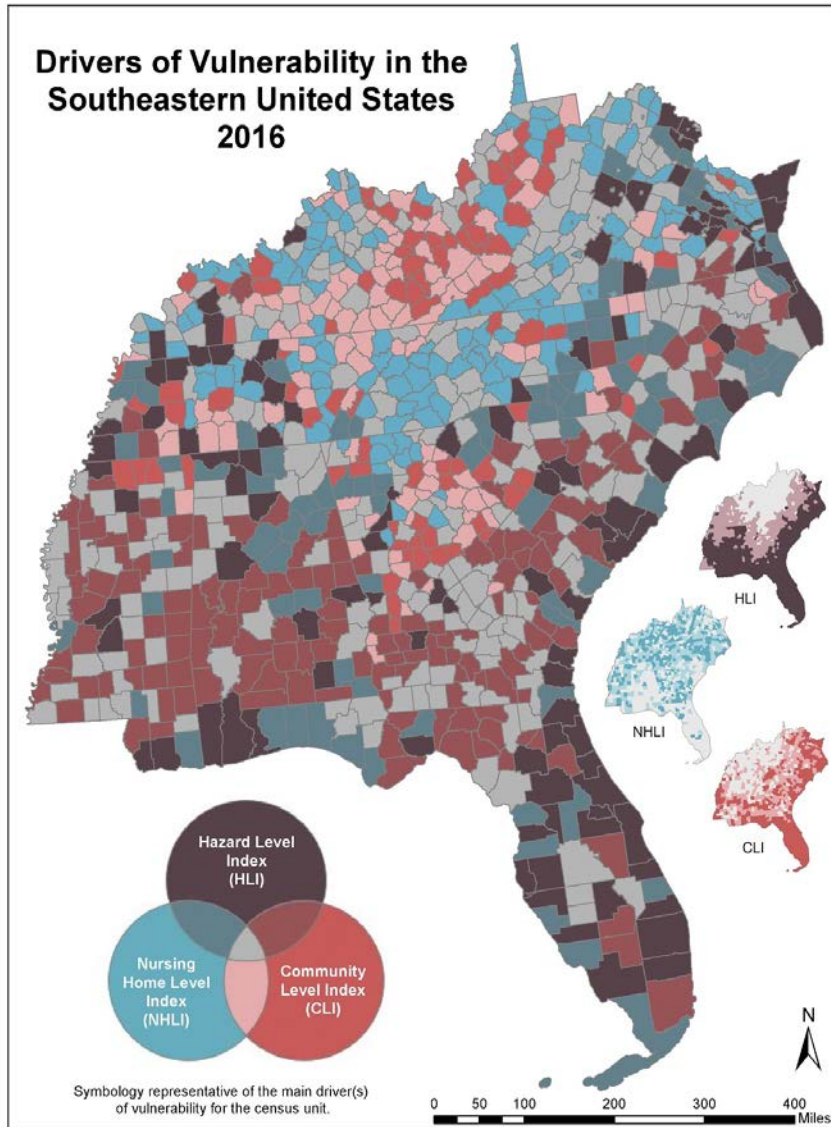 Drivers of Vulnerability in the
Southeastern United States
2016
HLI
NHLI
CLI
Hazard Level
Index
(HLI)
Nursing
Home Level
Index
(NHLI)
Community
Level Index
(CLI)
Symbology representative of the main driver(s)
of vulnerability for the census unit.
N
0 50 100 200 300 400
Miles